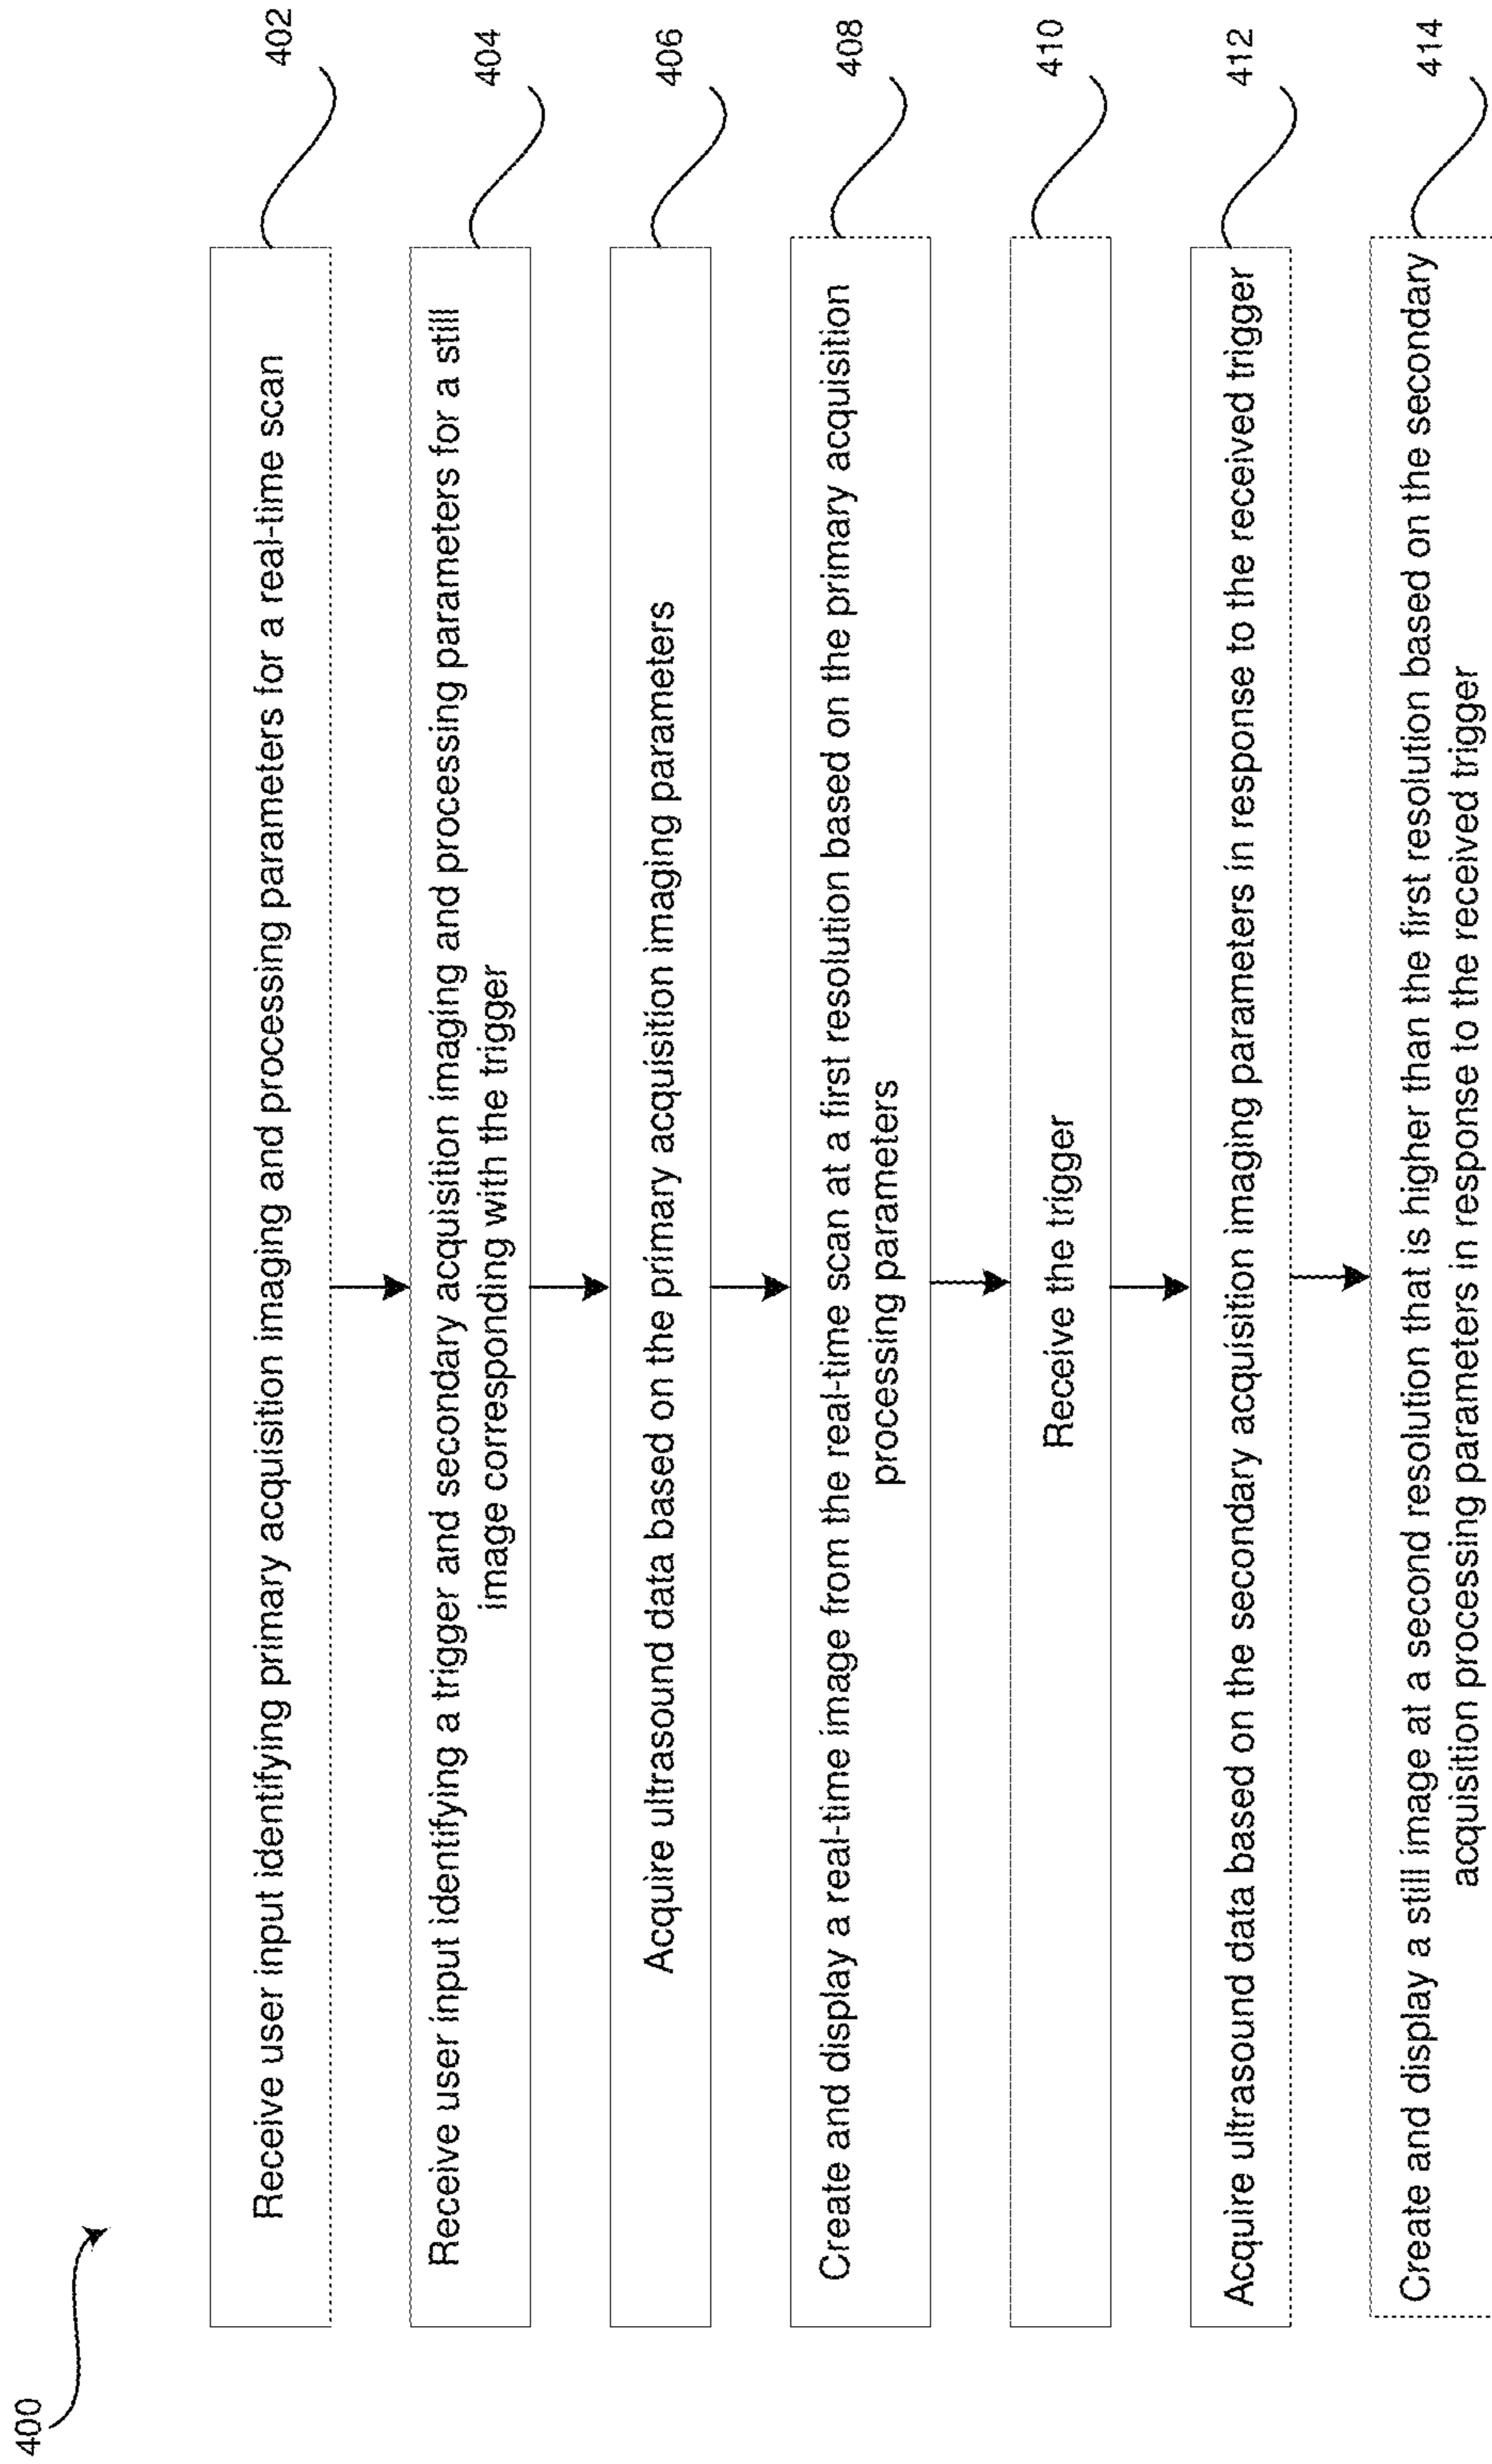 400
Receive user input identifying primary acquisition imaging and processing parameters for a real-time scan
402
Receive user input identifying a trigger and secondary acquisition imaging and processing parameters for a still
image corresponding with the trigger
404
Acquire ultrasound data based on the primary acquisition imaging parameters
406
Create and display a real-time image from the real-time scan at a first resolution based on the primary acquisition
processing parameters
408
Receive the trigger
410
Acquire ultrasound data based on the secondary acquisition imaging parameters in response to the received trigger
412
Create and display a still image at a second resolution that is higher than the first resolution based on the secondary
acquisition processing parameters in response to the received trigger
414